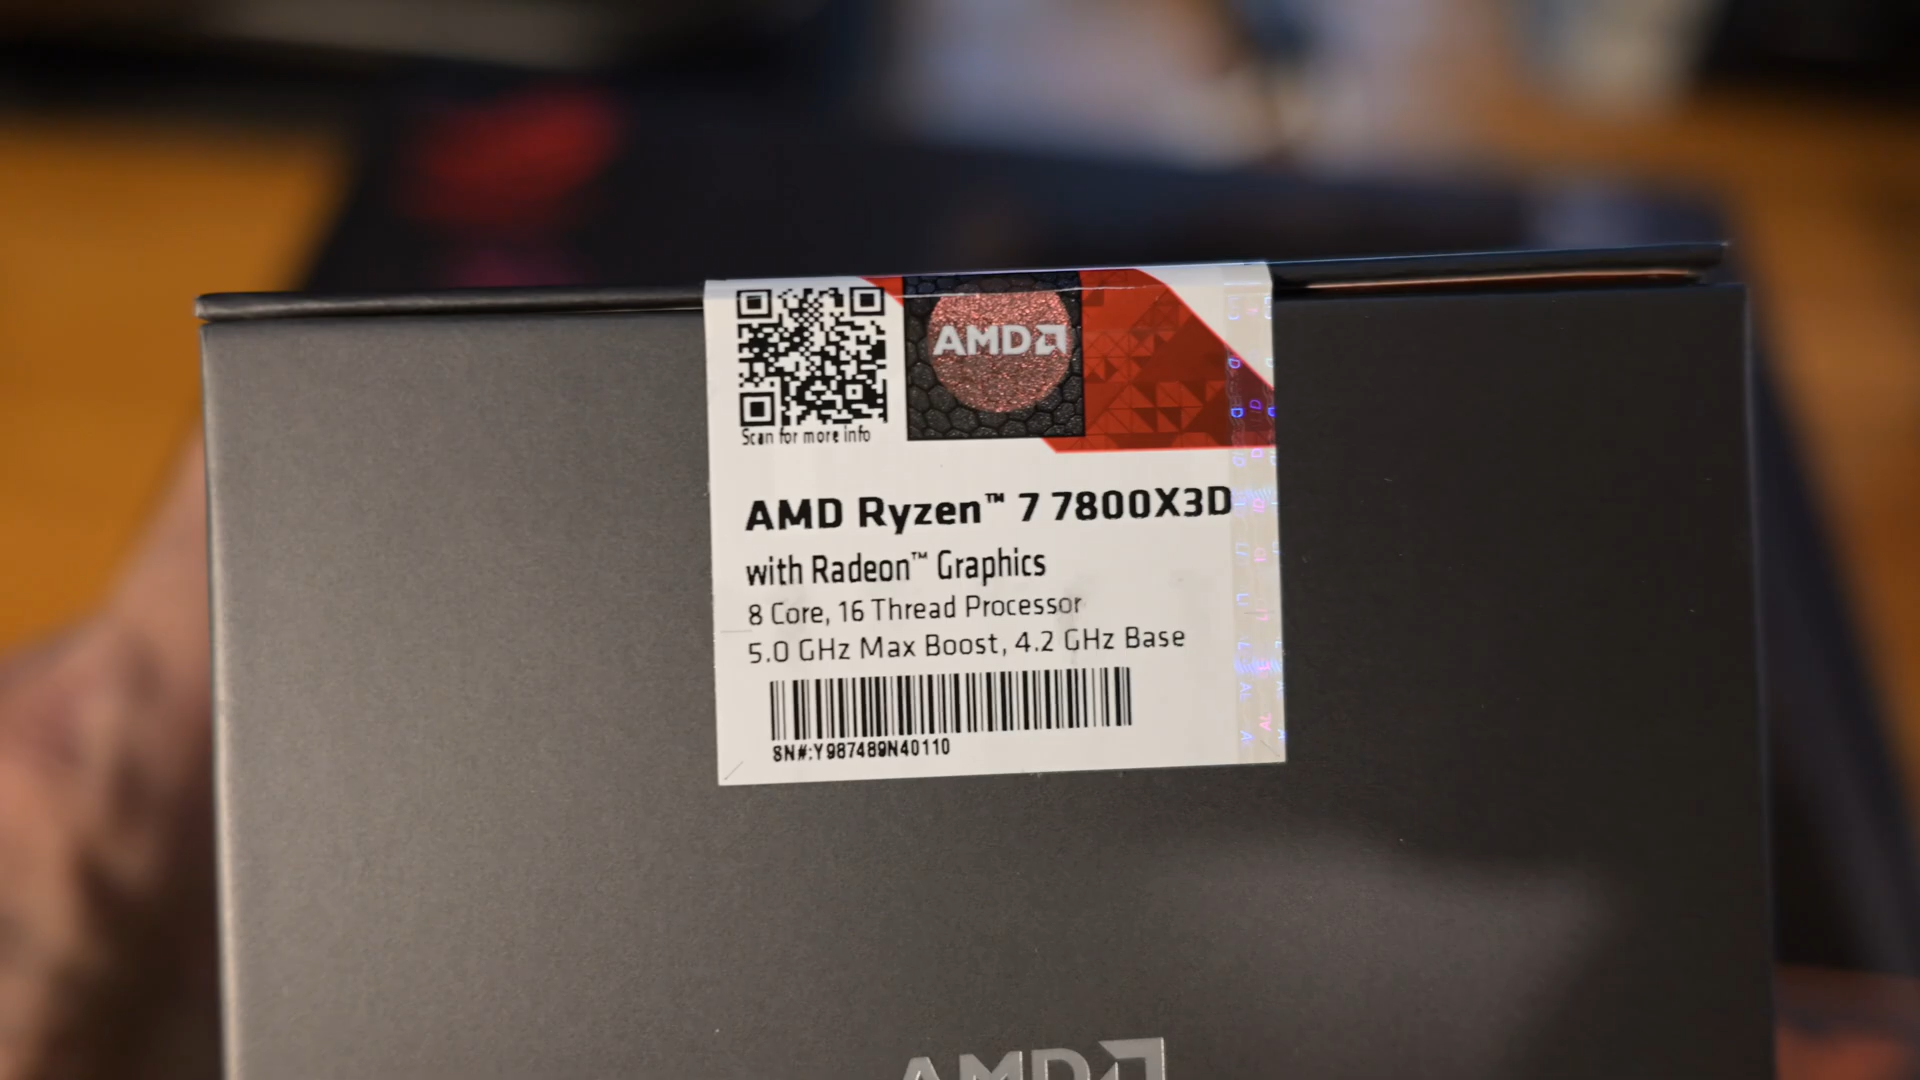 AMD
Scan for more info
AMD Ryzen™ 7 7800X3D
with Radeon™ Graphics
8 Core, 16 Thread Processor
5.0 GHz Max Boost, 4.2 GHz Base
SN#:Y987489N40110
AMD